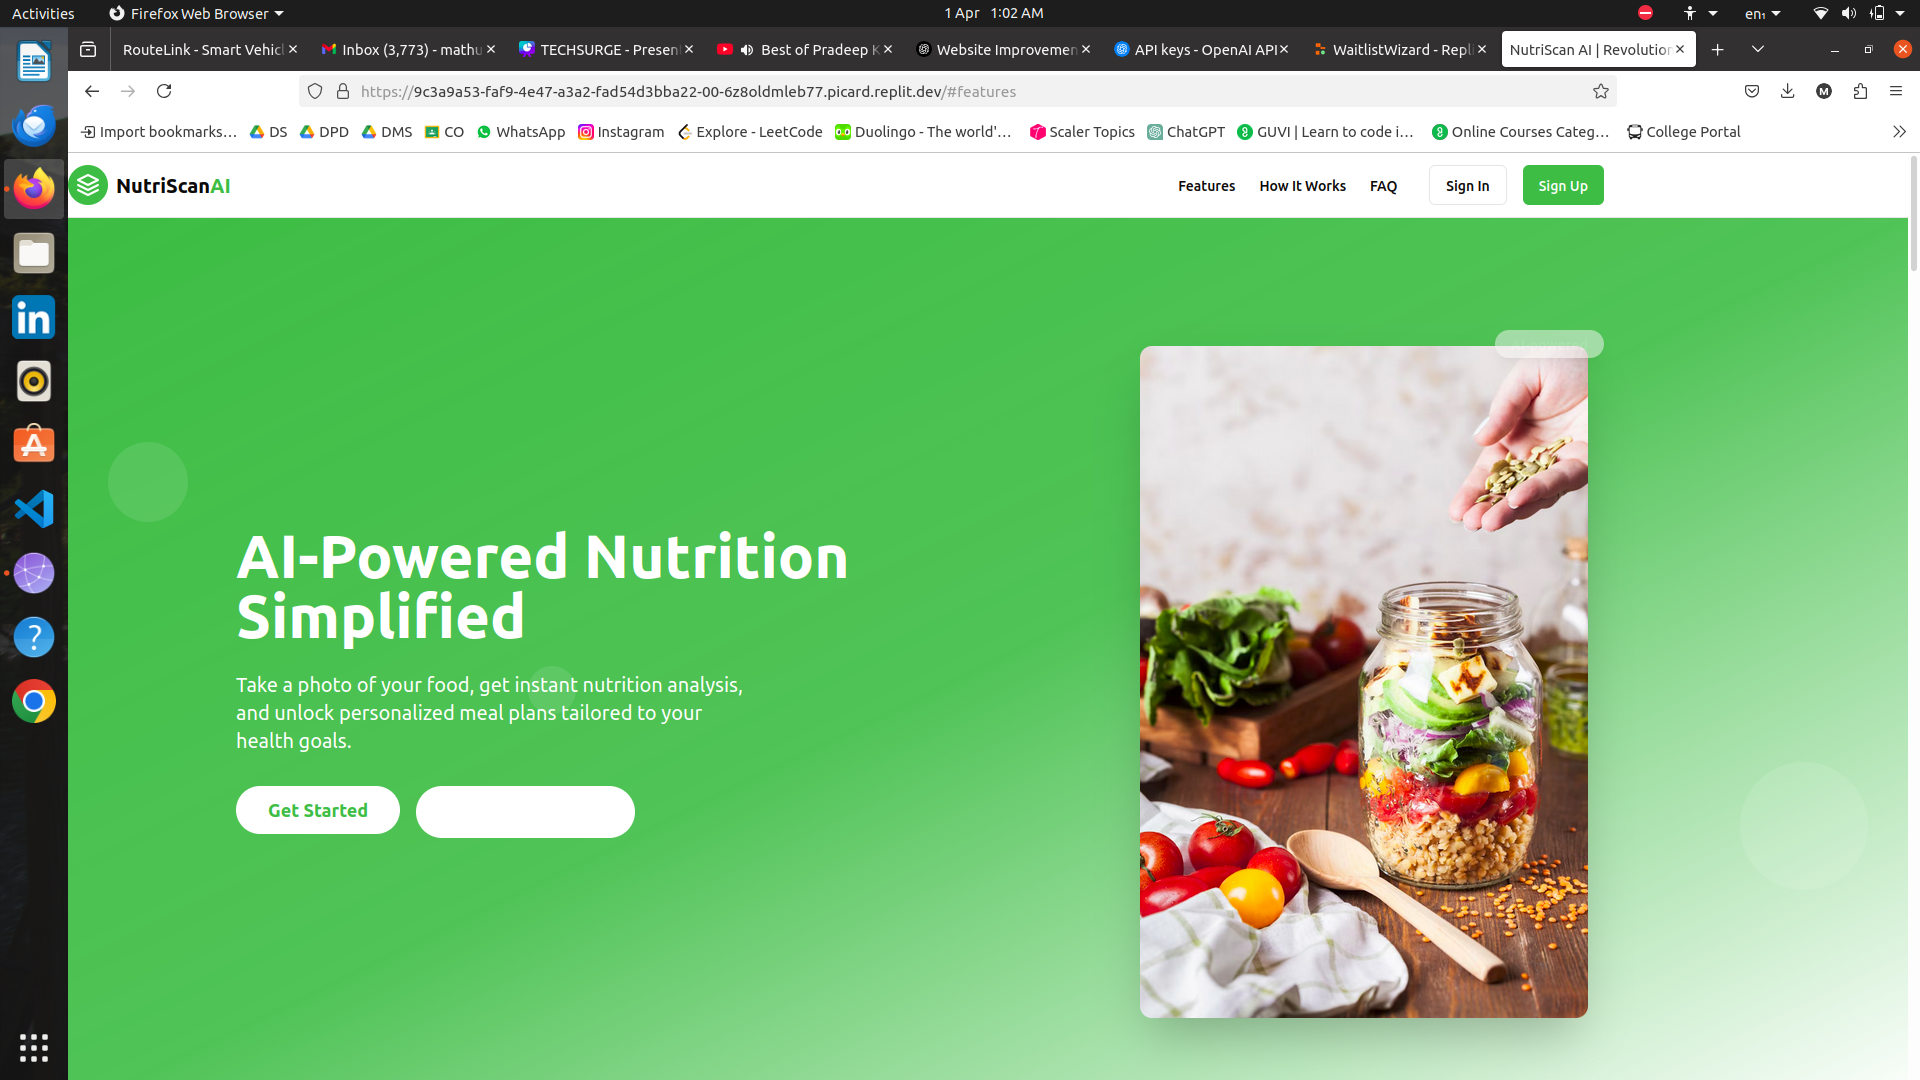 Activities
Firefox Web Browser
1 Apr 1:02 AM
en₁
RouteLink - Smart Vehicl
Inbox (3,773) - mathu
TECHSURGE - Presen
Best of Pradeep K
Website Improvemen
API keys - OpenAI API
WaitlistWizard - Repli
NutriScan AI | Revolution
https://9c3a9a53-faf9-4e47-a3a2-fad54d3bba22-00-6z8oldmleb77.picard.replit.dev/#features
M
Import bookmarks…
DS
DPD
DMS
CO
WhatsApp
Instagram
Explore - LeetCode
Duolingo - The world'…
Scaler Topics
ChatGPT
GUVI | Learn to code i…
Online Courses Categ…
College Portal
NutriScanAI
Features
How It Works
FAQ
Sign In
Sign Up
AI-Powered Nutrition
Simplified
Take a photo of your food, get instant nutrition analysis,
and unlock personalized meal plans tailored to your
health goals.
Get Started